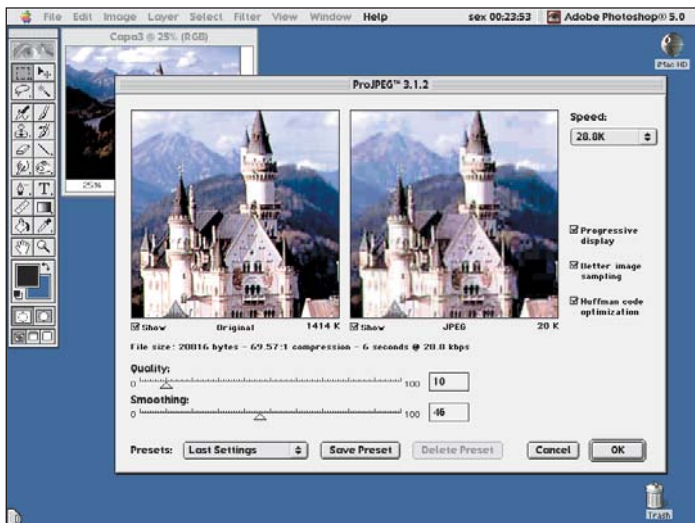 File Edit Image Layer Select Filter View Window Help sex 00:23:53 Adobe Photoshop® 5.0
Capa3 @ 25% (RGB)
iMac HD
25%
ProJPEG™ 3.1.2
Speed:
28.8K
Progressive display
Better image sampling
Huffman code optimization
Show Original 1414 K
Show JPEG 20 K
File size: 20816 bytes - 69.57:1 compression - 6 seconds @ 28.8 kbps
Quality:
0 100 10
Smoothing:
0 100 46
Presets: Last Settings Save Preset Delete Preset Cancel OK
Trash